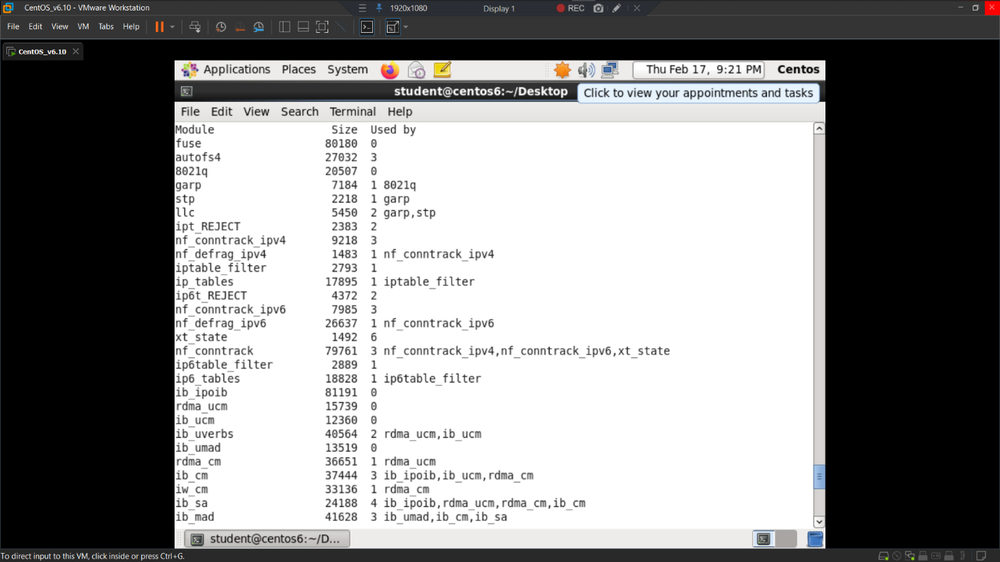 CentOS_v6.10 - VMware Workstation
1920x1080
Display 1
REC
File Edit View VM Tabs Help
CentOS_v6.10
Applications Places System
Thu Feb 17, 9:21 PM
Centos
student@centos6:~/Desktop
Click to view your appointments and tasks
File Edit View Search Terminal Help
Module Size Used by
fuse 80180 0
autofs4 27032 3
8021q 20507 0
garp 7184 1 8021q
stp 2218 1 garp
llc 5450 2 garp,stp
ipt_REJECT 2383 2
nf_conntrack_ipv4 9218 3
nf_defrag_ipv4 1483 1 nf_conntrack_ipv4
iptable_filter 2793 1
ip_tables 17895 1 iptable_filter
ip6t_REJECT 4372 2
nf_conntrack_ipv6 7985 3
nf_defrag_ipv6 26637 1 nf_conntrack_ipv6
xt_state 1492 6
nf_conntrack 79761 3 nf_conntrack_ipv4,nf_conntrack_ipv6,xt_state
ip6table_filter 2889 1
ip6_tables 18828 1 ip6table_filter
ib_ipoib 81191 0
rdma_ucm 15739 0
ib_ucm 12360 0
ib_uverbs 40564 2 rdma_ucm,ib_ucm
ib_umad 13519 0
rdma_cm 36651 1 rdma_ucm
ib_cm 37444 3 ib_ipoib,ib_ucm,rdma_cm
iw_cm 33136 1 rdma_cm
ib_sa 24188 4 ib_ipoib,rdma_ucm,rdma_cm,ib_cm
ib_mad 41628 3 ib_umad,ib_cm,ib_sa
student@centos6:~/D...
To direct input to this VM, click inside or press Ctrl+G.